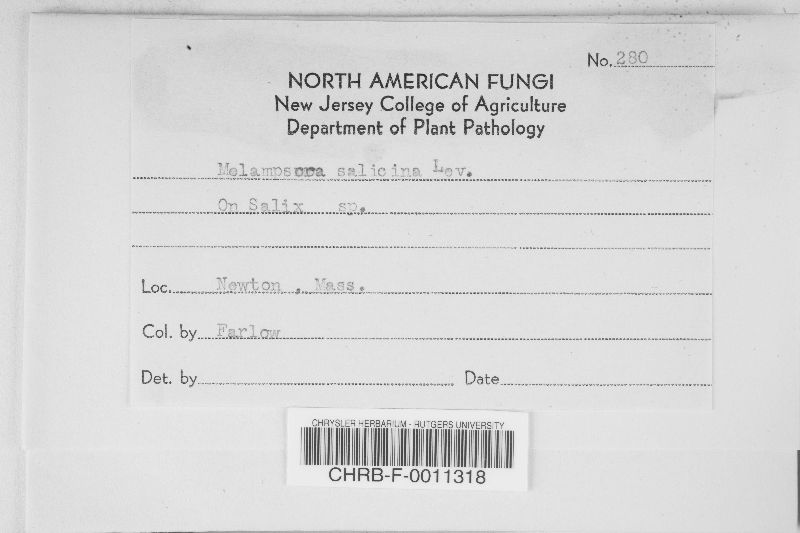 No. 280
NORTH AMERICAN FUNGI
New Jersey College of Agriculture
Department of Plant Pathology
Melampsora salicina Lev.
On Salix sp.
Loc. Newton , Mass.
Col. by Farlow
Det. by
Date
CHRYSLER HERBARIUM - RUTGERS UNIVERSITY
CHRB-F-0011318